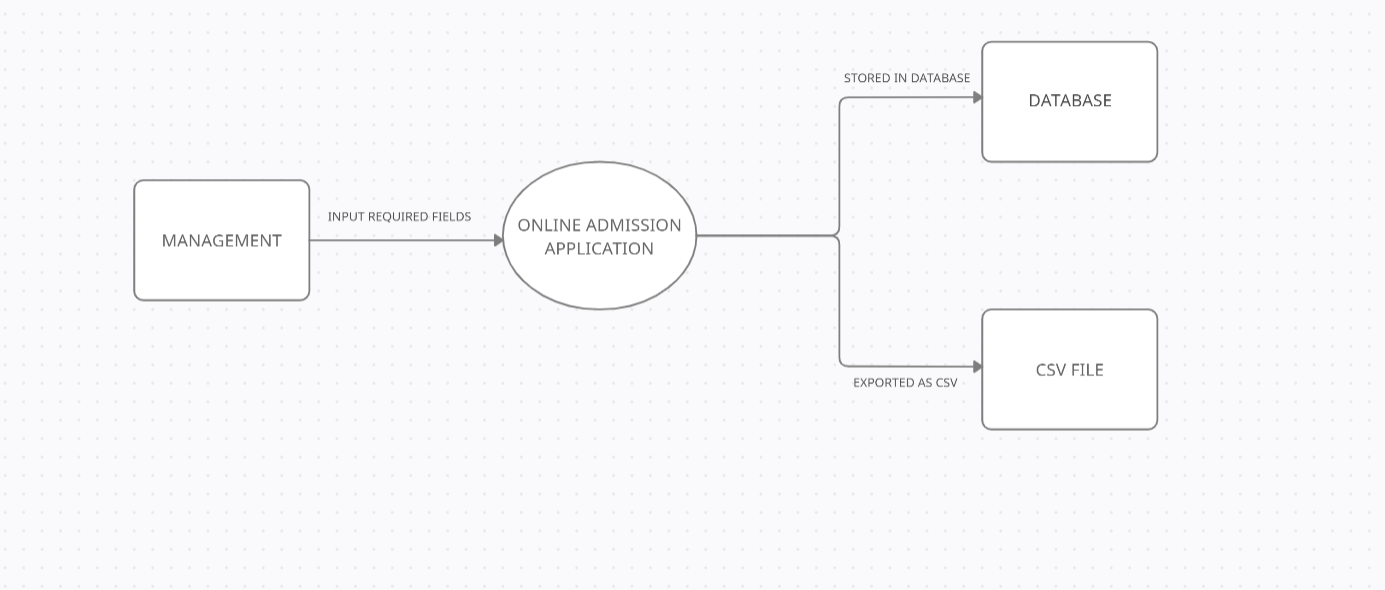 STORED IN DATABASE
DATABASE
MANAGEMENT
INPUT REQUIRED FIELDS
ONLINE ADMISSION
APPLICATION
CSV FILE
EXPORTED AS CSV